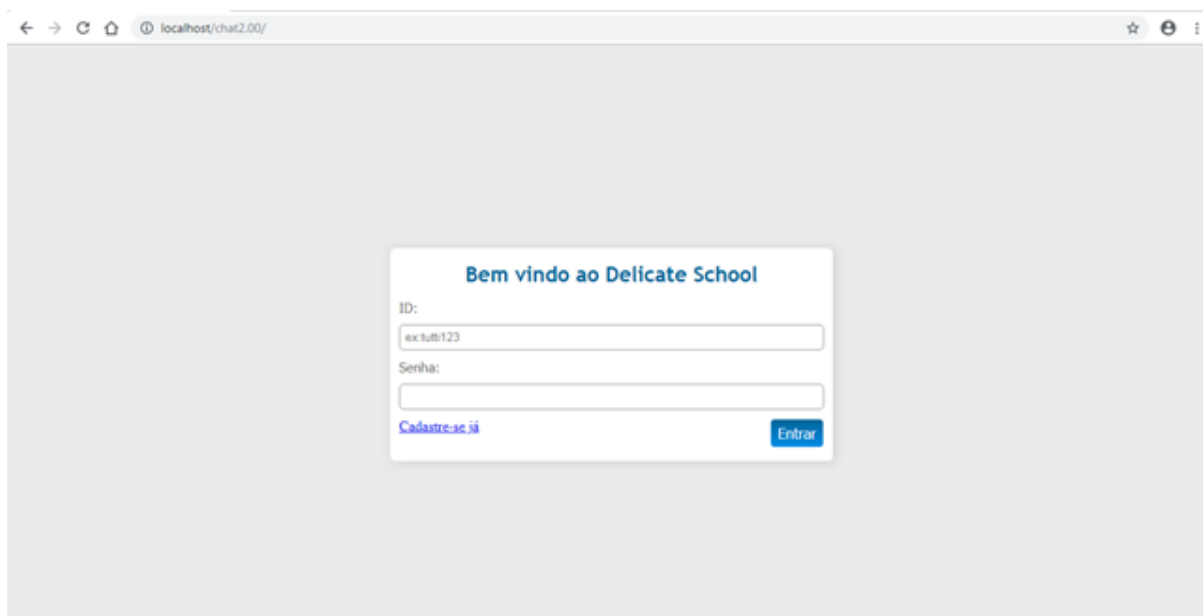 localhost/chat2.00/
Bem vindo ao Delicate School
ID:
ex:tutti123
Senha:
Cadastre-se já
Entrar